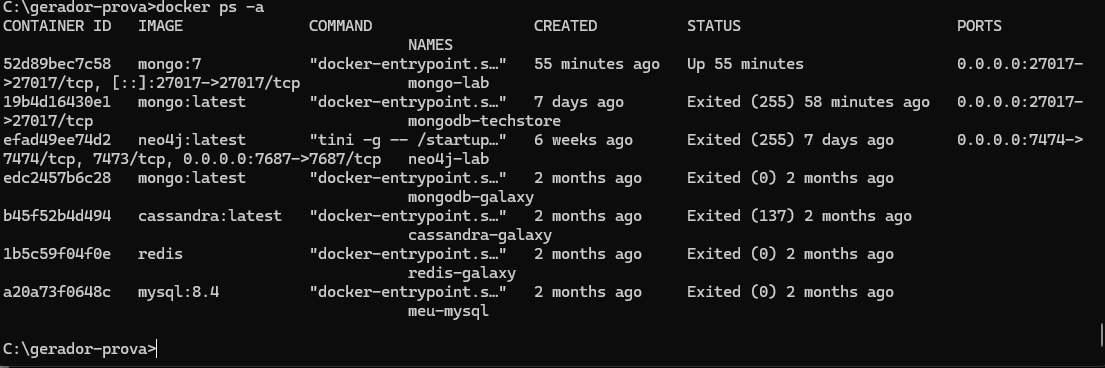 C:\gerador-prova>docker ps -a
CONTAINER ID   IMAGE              COMMAND                  CREATED          STATUS                       PORTS
                                             NAMES
52d89bec7c58   mongo:7            "docker-entrypoint.s…"   55 minutes ago   Up 55 minutes                0.0.0.0:27017-
>27017/tcp, [::]:27017->27017/tcp            mongo-lab
19b4d16430e1   mongo:latest       "docker-entrypoint.s…"   7 days ago       Exited (255) 58 minutes ago   0.0.0.0:27017-
>27017/tcp                                   mongodb-techstore
efad49ee74d2   neo4j:latest       "tini -g -- /startup…"   6 weeks ago      Exited (255) 7 days ago      0.0.0.0:7474->
7474/tcp, 7473/tcp, 0.0.0.0:7687->7687/tcp   neo4j-lab
edc2457b6c28   mongo:latest       "docker-entrypoint.s…"   2 months ago     Exited (0) 2 months ago
                                             mongodb-galaxy
b45f52b4d494   cassandra:latest   "docker-entrypoint.s…"   2 months ago     Exited (137) 2 months ago
                                             cassandra-galaxy
1b5c59f04f0e   redis              "docker-entrypoint.s…"   2 months ago     Exited (0) 2 months ago
                                             redis-galaxy
a20a73f0648c   mysql:8.4          "docker-entrypoint.s…"   2 months ago     Exited (0) 2 months ago
                                             meu-mysql
C:\gerador-prova>